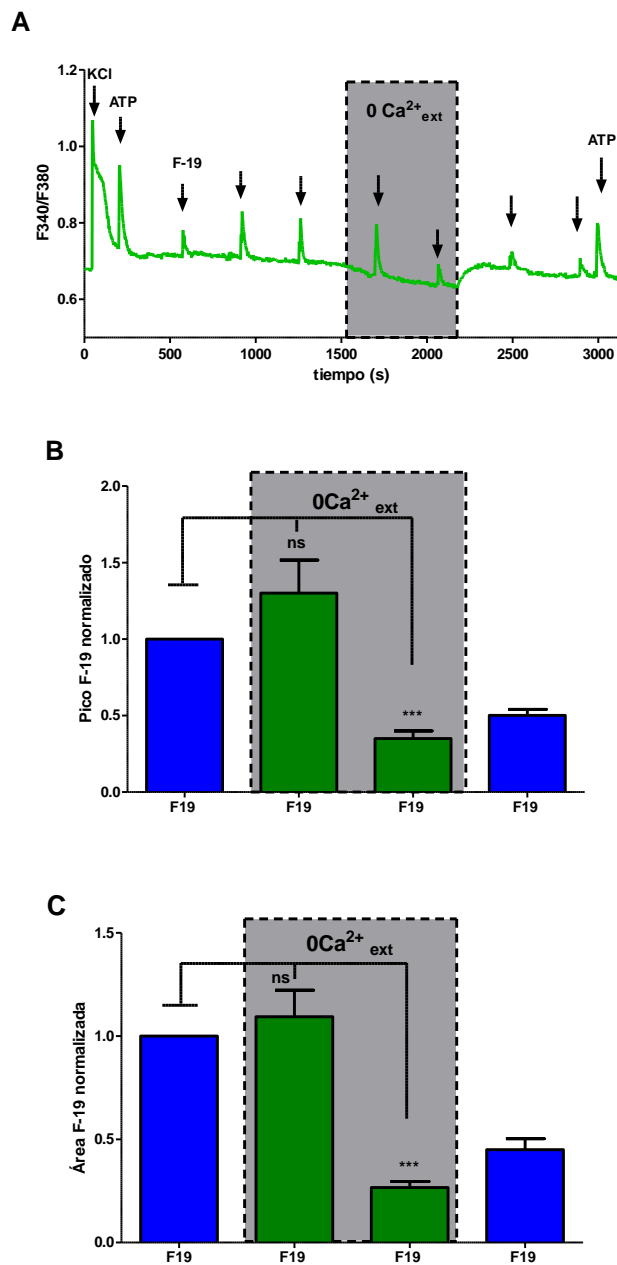 A
KCl
ATP
F-19
0 Ca²⁺ext
ATP
1.2
1.0
0.8
0.6
F340/F380
0 500 1000 1500 2000 2500 3000
tiempo (s)
B
2.0
1.5
1.0
0.5
0.0
Pico F-19 normalizado
0Ca²⁺ ext
ns
***
F19 F19 F19 F19
C
1.5
1.0
0.5
0.0
Área F-19 normalizada
0Ca²⁺ ext
ns
***
F19 F19 F19 F19